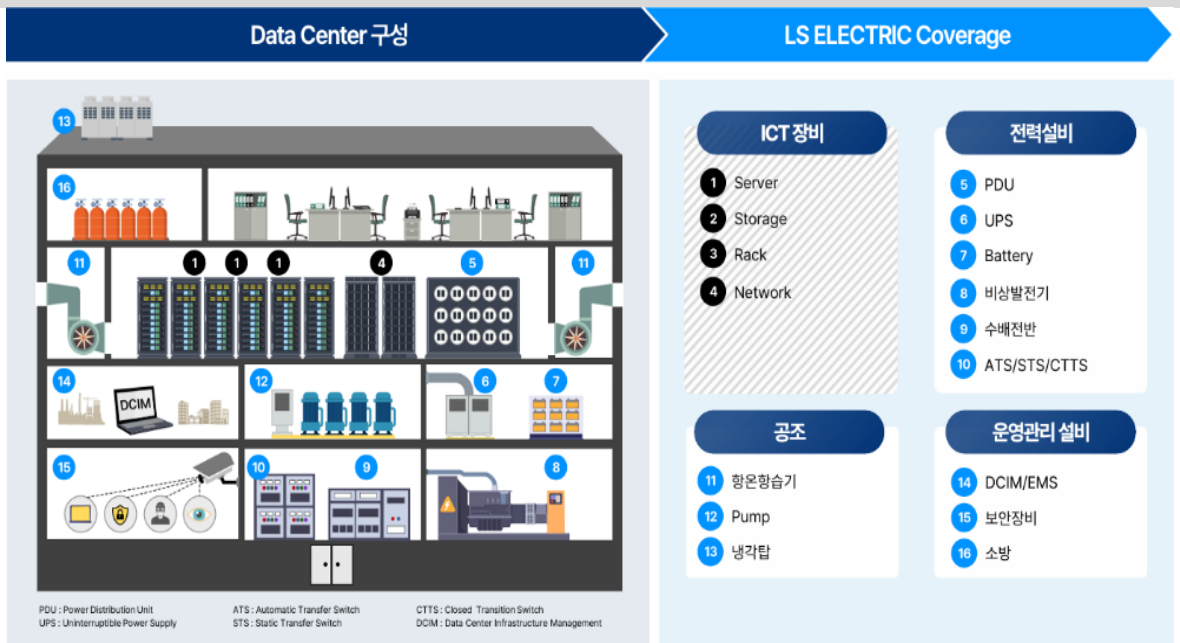 Data Center 구성
LS ELECTRIC Coverage
13
16
11
1
1
1
4
5
11
14
DCIM
12
6
7
15
10
9
8
PDU : Power Distribution Unit
UPS : Uninterruptible Power Supply
ATS : Automatic Transfer Switch
STS : Static Transfer Switch
CTTS : Closed Transition Switch
DCIM : Data Center Infrastructure Management
ICT 장비
1 Server
2 Storage
3 Rack
4 Network
전력설비
5 PDU
6 UPS
7 Battery
8 비상발전기
9 수배전반
10 ATS/STS/CTTS
공조
11 항온항습기
12 Pump
13 냉각탑
운영관리 설비
14 DCIM/EMS
15 보안장비
16 소방